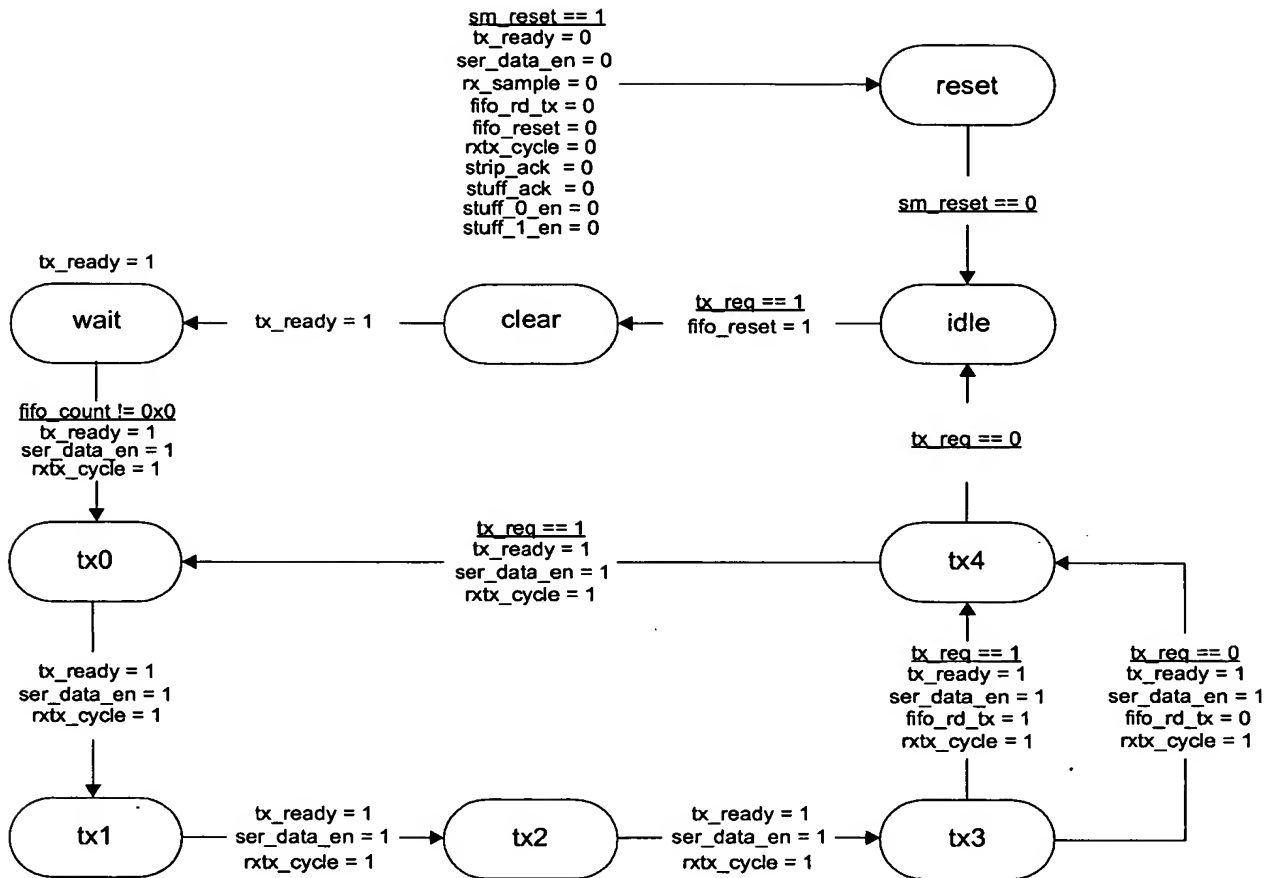 sm_reset == 1
tx_ready = 0
ser_data_en = 0
rx_sample = 0
fifo_rd_tx = 0
fifo_reset = 0
rxtx_cycle = 0
strip_ack = 0
stuff_ack = 0
stuff_0_en = 0
stuff_1_en = 0
reset
sm_reset == 0
tx_ready = 1
wait
tx_ready = 1
clear
tx_req == 1
fifo_reset = 1
idle
fifo_count != 0x0
tx_ready = 1
ser_data_en = 1
rxtx_cycle = 1
tx_req == 0
tx0
tx_req == 1
tx_ready = 1
ser_data_en = 1
rxtx_cycle = 1
tx4
tx_ready = 1
ser_data_en = 1
rxtx_cycle = 1
tx_req == 1
tx_ready = 1
ser_data_en = 1
fifo_rd_tx = 1
rxtx_cycle = 1
tx_req == 0
tx_ready = 1
ser_data_en = 1
fifo_rd_tx = 0
rxtx_cycle = 1
tx1
tx_ready = 1
ser_data_en = 1
rxtx_cycle = 1
tx2
tx_ready = 1
ser_data_en = 1
rxtx_cycle = 1
tx3